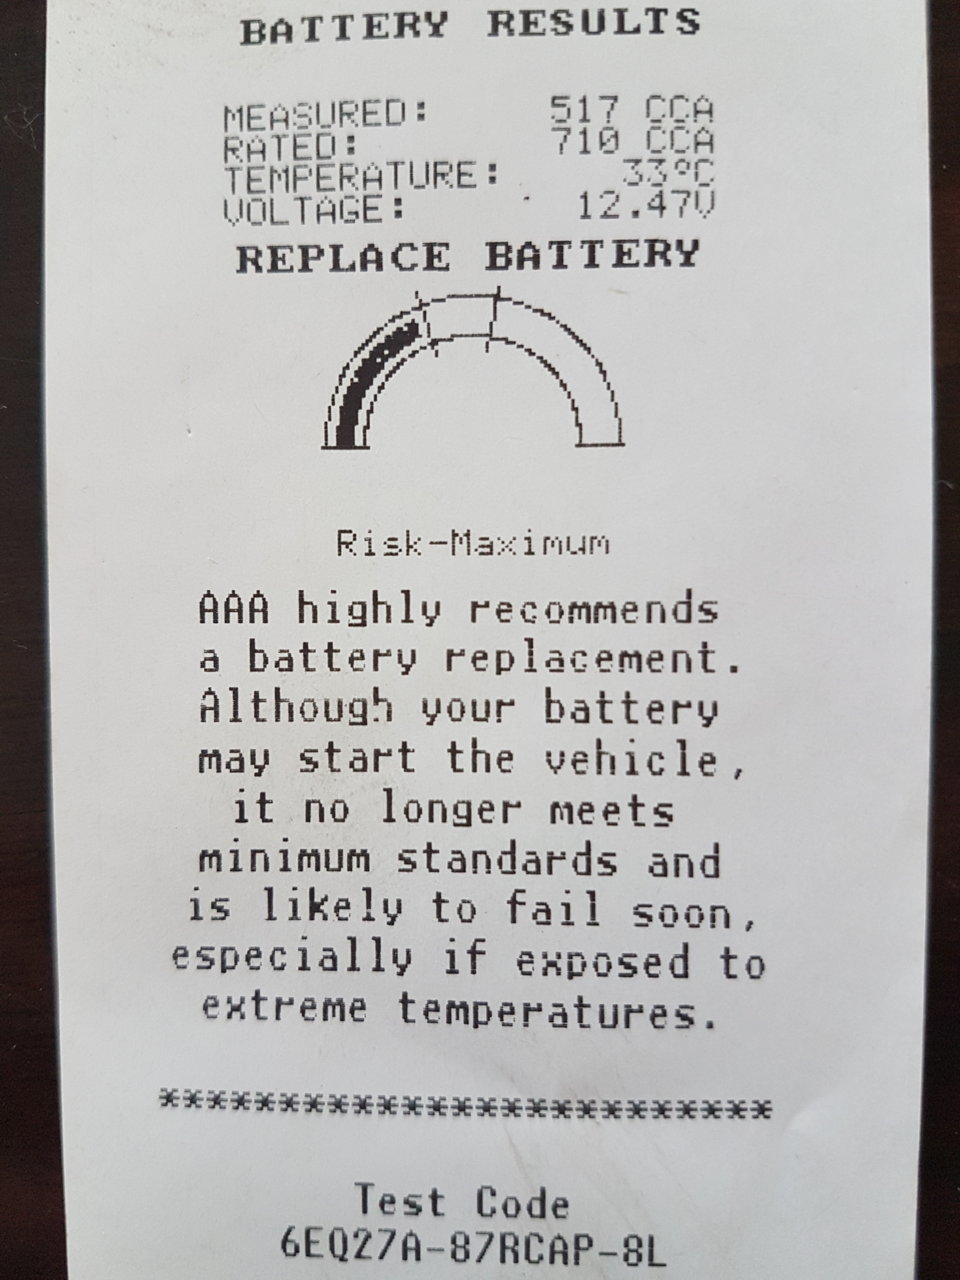 BATTERY RESULTS
MEASURED: 517 CCA
RATED: 710 CCA
TEMPERATURE: 33°C
VOLTAGE: 12.47V
REPLACE BATTERY
Risk-Maximum
AAA highly recommends
a battery replacement.
Although your battery
may start the vehicle,
it no longer meets
minimum standards and
is likely to fail soon,
especially if exposed to
extreme temperatures.
**************************
Test Code
6EQ27A-87RCAP-8L